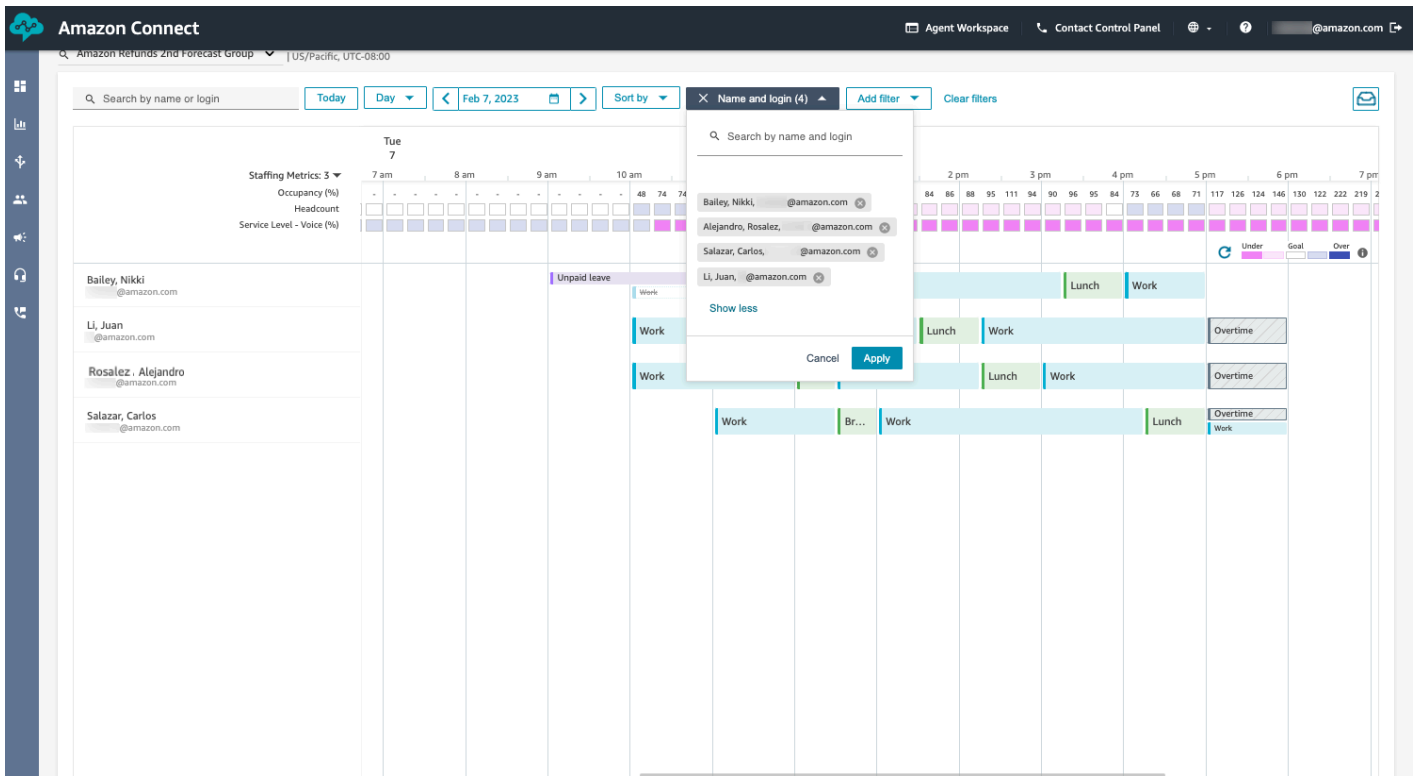 Amazon Connect
Agent Workspace
Contact Control Panel
@amazon.com
Amazon Refunds 2nd Forecast Group
| US/Pacific, UTC-08:00
Search by name or login
Today
Day
Feb 7, 2023
Sort by
Name and login (4)
Add filter
Clear filters
Search by name and login
Bailey, Nikki, @amazon.com
Alejandro, Rosalez, @amazon.com
Salazar, Carlos, @amazon.com
Li, Juan, @amazon.com
Show less
Cancel
Apply
Tue
7
Staffing Metrics: 3
7 am 8 am 9 am 10 am 2 pm 3 pm 4 pm 5 pm 6 pm 7 pm
Occupancy (%) - - - - - - - - - - - - - 48 74 74 84 86 88 95 111 94 90 96 95 84 73 66 68 71 117 126 124 146 130 122 222 219 2
Headcount
Service Level - Voice (%)
Under Goal Over
Bailey, Nikki
@amazon.com
Unpaid leave
Work
Lunch
Work
Li, Juan
@amazon.com
Work
Lunch
Work
Overtime
Rosalez, Alejandro
@amazon.com
Work
Lunch
Work
Overtime
Salazar, Carlos
@amazon.com
Work
Br...
Work
Lunch
Overtime
Work